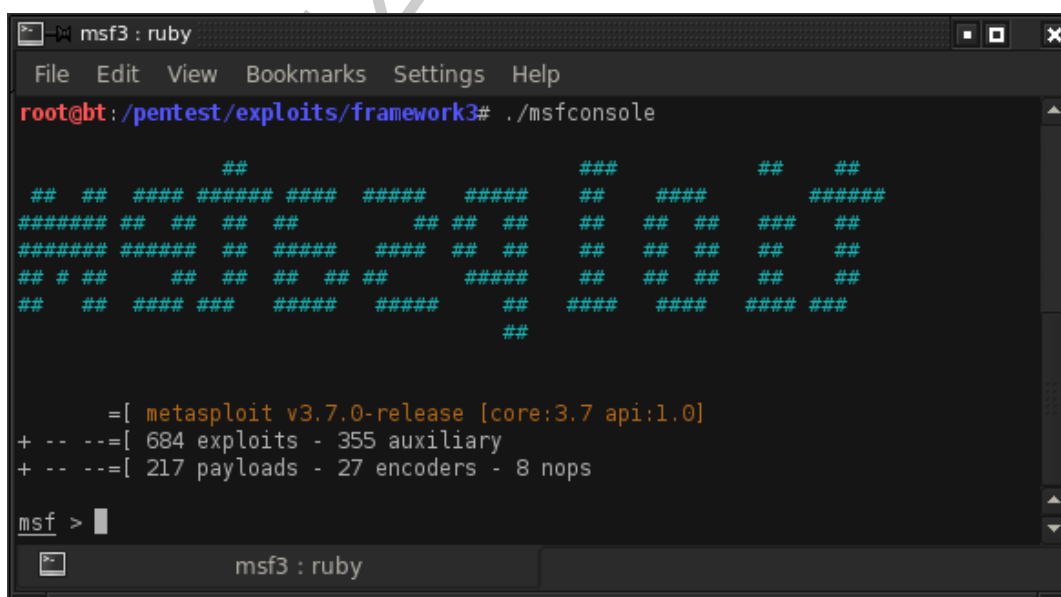 msf3 : ruby
File Edit View Bookmarks Settings Help
root@bt:/pentest/exploits/framework3# ./msfconsole
                ##                          ###           ##    ##
 ##  ##  #### ###### ####  #####   #####    ##    ####        ######
####### ##  ##  ##  ##         ## ##  ##    ##   ##  ##   ###   ##
####### ######  ##  #####   ####  ##  ##    ##   ##  ##   ##    ##
## # ##     ##  ##  ##  ## ##      #####    ##   ##  ##   ##    ##
##   ##  #### ###   #####   #####     ##   ####   ####   #### ###
                                      ##
=[ metasploit v3.7.0-release [core:3.7 api:1.0]
+ -- --=[ 684 exploits - 355 auxiliary
+ -- --=[ 217 payloads - 27 encoders - 8 nops
msf >
msf3 : ruby